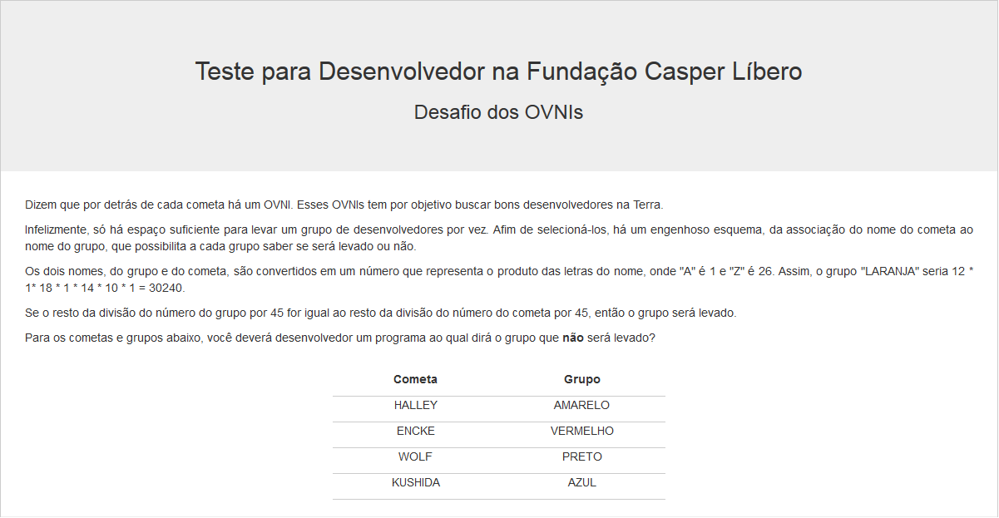 Teste para Desenvolvedor na Fundação Casper Líbero
Desafio dos OVNIs
Dizem que por detrás de cada cometa há um OVNI. Esses OVNIs tem por objetivo buscar bons desenvolvedores na Terra.
Infelizmente, só há espaço suficiente para levar um grupo de desenvolvedores por vez. Afim de selecioná-los, há um engenhoso esquema, da associação do nome do cometa ao
nome do grupo, que possibilita a cada grupo saber se será levado ou não.
Os dois nomes, do grupo e do cometa, são convertidos em um número que representa o produto das letras do nome, onde "A" é 1 e "Z" é 26. Assim, o grupo "LARANJA" seria 12 *
1* 18 * 1 * 14 * 10 * 1 = 30240.
Se o resto da divisão do número do grupo por 45 for igual ao resto da divisão do número do cometa por 45, então o grupo será levado.
Para os cometas e grupos abaixo, você deverá desenvolvedor um programa ao qual dirá o grupo que não será levado?
Cometa Grupo
HALLEY AMARELO
ENCKE VERMELHO
WOLF PRETO
KUSHIDA AZUL